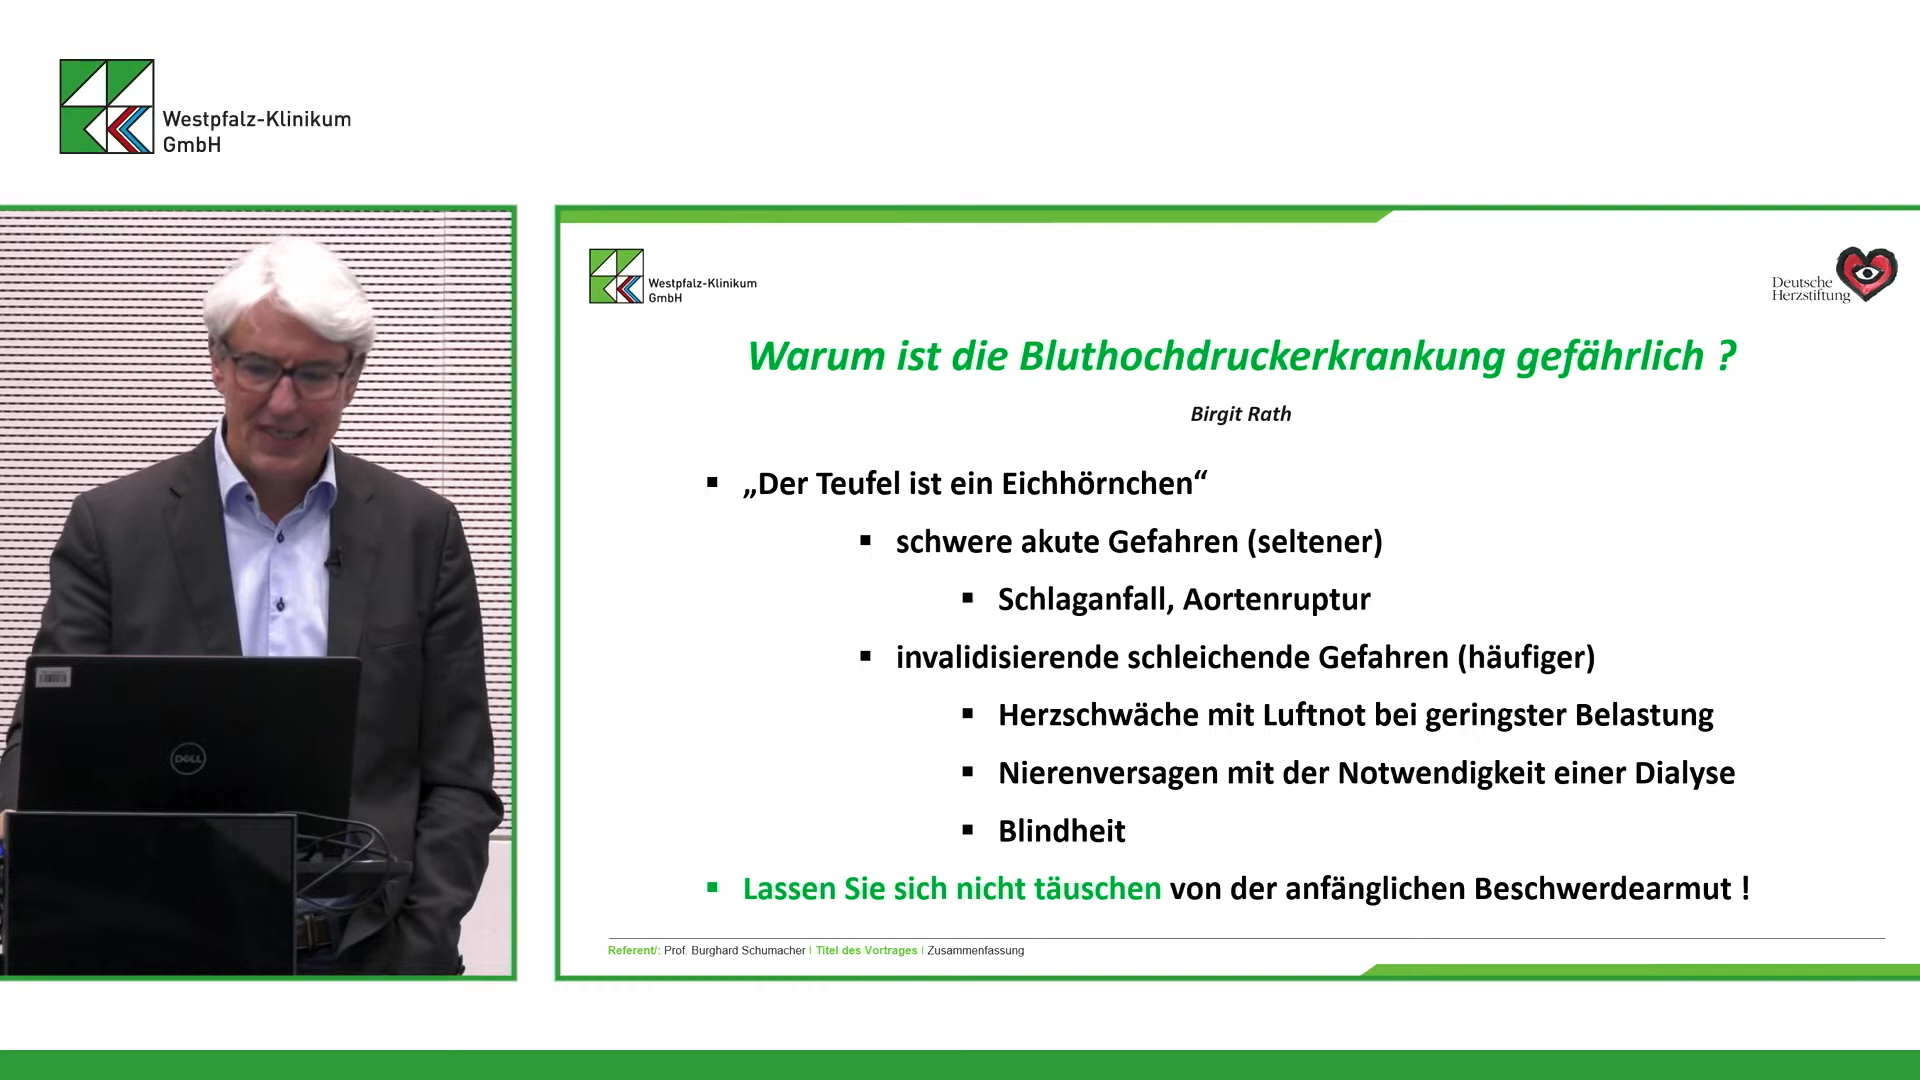 Westpfalz-Klinikum
GmbH
Westpfalz-Klinikum
GmbH
Deutsche
Herzstiftung
Warum ist die Bluthochdruckerkrankung gefährlich ?
Birgit Rath
▪ „Der Teufel ist ein Eichhörnchen“
▪ schwere akute Gefahren (seltener)
▪ Schlaganfall, Aortenruptur
▪ invalidisierende schleichende Gefahren (häufiger)
▪ Herzschwäche mit Luftnot bei geringster Belastung
▪ Nierenversagen mit der Notwendigkeit einer Dialyse
▪ Blindheit
▪ Lassen Sie sich nicht täuschen von der anfänglichen Beschwerdearmut !
Referent/: Prof. Burghard Schumacher I Titel des Vortrages I Zusammenfassung
DELL